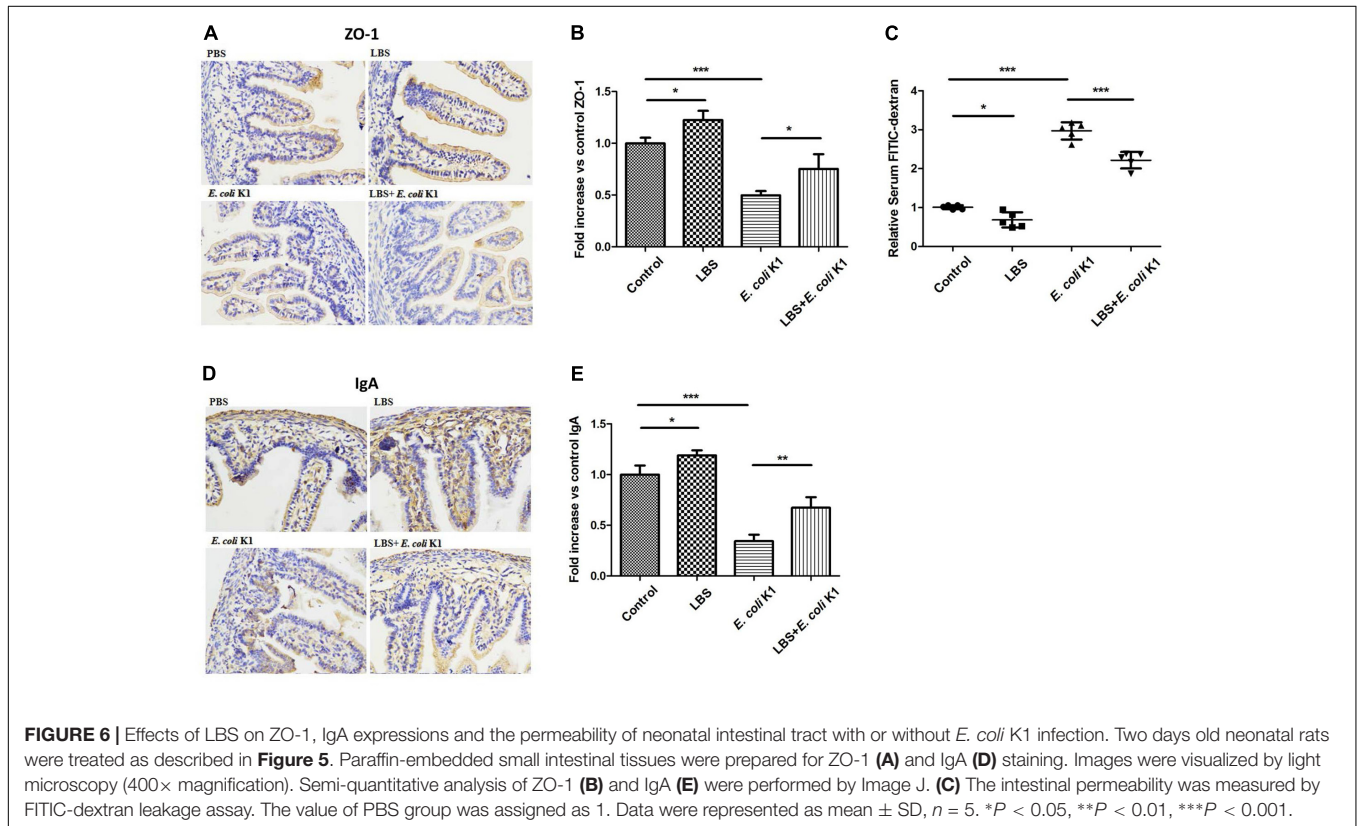 A
ZO-1
PBS
LBS
E. coli K1
LBS+ E. coli K1
B
Fold increase vs control ZO-1
1.5
1.0
0.5
0.0
***
*
*
Control
LBS
E. coli K1
LBS+E. coli K1
C
Relative Serum FITIC-dextran
4
3
2
1
0
***
***
*
Control
LBS
E. coli K1
LBS+E. coli K1
D
IgA
PBS
LBS
E. coli K1
LBS+ E. coli K1
E
Fold increase vs control IgA
1.5
1.0
0.5
0.0
***
*
**
Control
LBS
E. coli K1
LBS+E. coli K1
FIGURE 6 | Effects of LBS on ZO-1, IgA expressions and the permeability of neonatal intestinal tract with or without E. coli K1 infection. Two days old neonatal rats
were treated as described in Figure 5. Paraffin-embedded small intestinal tissues were prepared for ZO-1 (A) and IgA (D) staining. Images were visualized by light
microscopy (400× magnification). Semi-quantitative analysis of ZO-1 (B) and IgA (E) were performed by Image J. (C) The intestinal permeability was measured by
FITIC-dextran leakage assay. The value of PBS group was assigned as 1. Data were represented as mean ± SD, n = 5. *P < 0.05, **P < 0.01, ***P < 0.001.